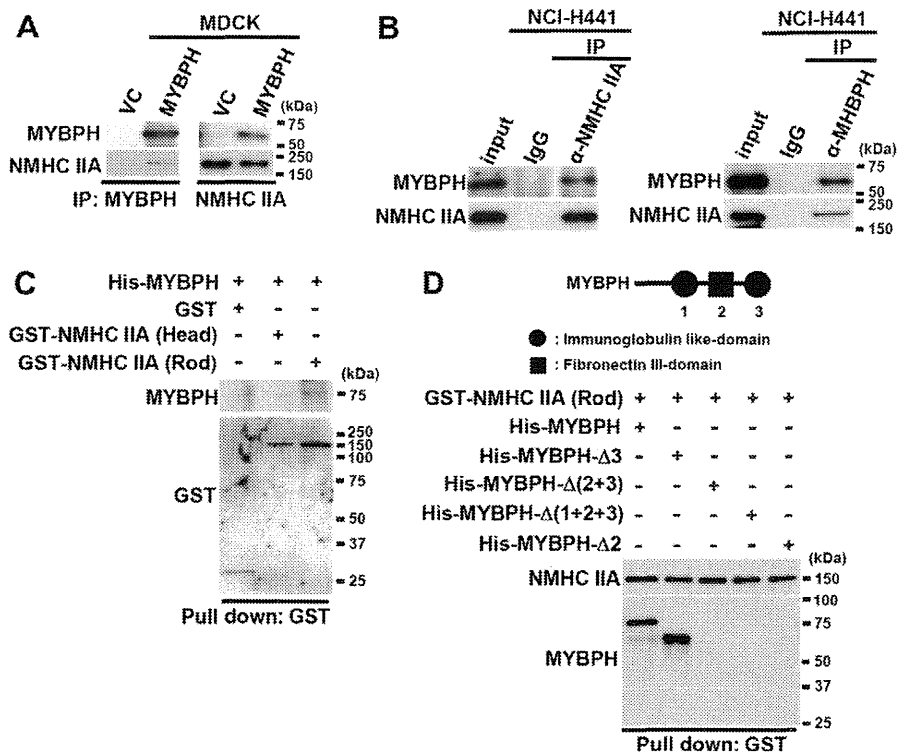 A
MDCK
VC MYBPH VC MYBPH (kDa)
MYBPH 75
50
NMHC IIA 250
150
IP: MYBPH NMHC IIA
B
NCI-H441
IP
input IgG α-NMHC IIA
MYBPH
NMHC IIA
NCI-H441
IP
input IgG α-MHBPH (kDa)
MYBPH 75
50
NMHC IIA 250
150
C
His-MYBPH + + +
GST + - -
GST-NMHC IIA (Head) - + -
GST-NMHC IIA (Rod) - - +
(kDa)
MYBPH 75
250
150
100
75
GST
50
37
25
Pull down: GST
D
MYBPH
1 2 3
: Immunoglobulin like-domain
: Fibronectin III-domain
GST-NMHC IIA (Rod) + + + + +
His-MYBPH + - - - -
His-MYBPH-Δ3 - + - - -
His-MYBPH-Δ(2+3) - - + - -
His-MYBPH-Δ(1+2+3) - - - + -
His-MYBPH-Δ2 - - - - +
(kDa)
NMHC IIA 150
100
75
MYBPH 50
37
25
Pull down: GST